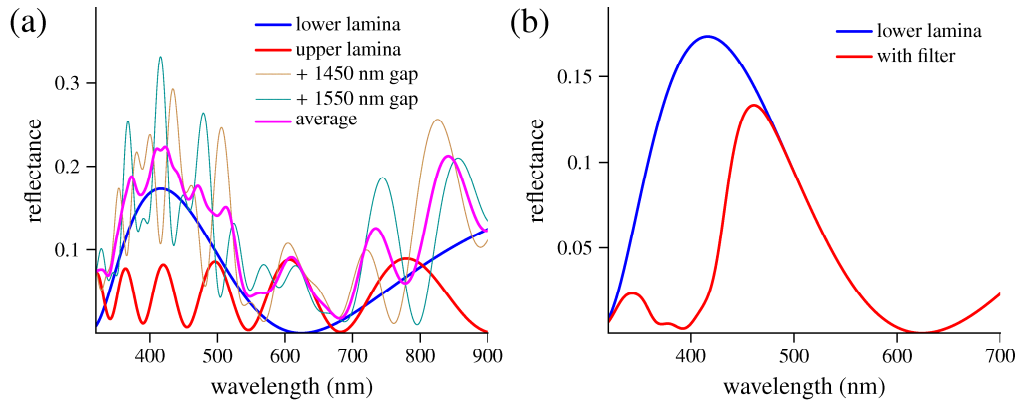 (a)
lower lamina
upper lamina
+ 1450 nm gap
+ 1550 nm gap
average
0.3
0.2
0.1
reflectance
400 500 600 700 800 900
wavelength (nm)
(b)
lower lamina
with filter
0.15
0.1
0.05
reflectance
400 500 600 700
wavelength (nm)